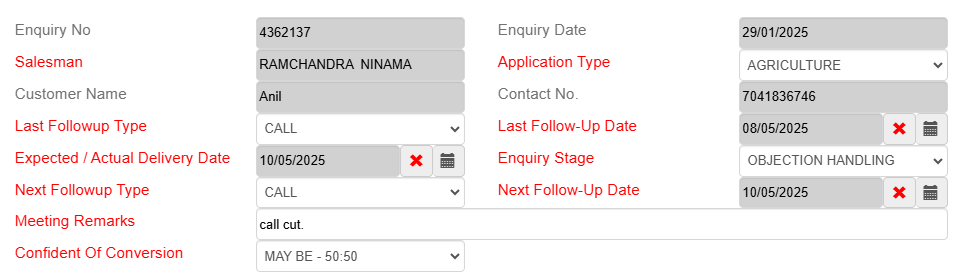 Enquiry No 4362137 Enquiry Date 29/01/2025
Salesman RAMCHANDRA  NINAMA Application Type AGRICULTURE
Customer Name Anil Contact No. 7041836746
Last Followup Type CALL Last Follow-Up Date 08/05/2025
Expected / Actual Delivery Date 10/05/2025 Enquiry Stage OBJECTION HANDLING
Next Followup Type CALL Next Follow-Up Date 10/05/2025
Meeting Remarks call cut.
Confident Of Conversion MAY BE - 50:50